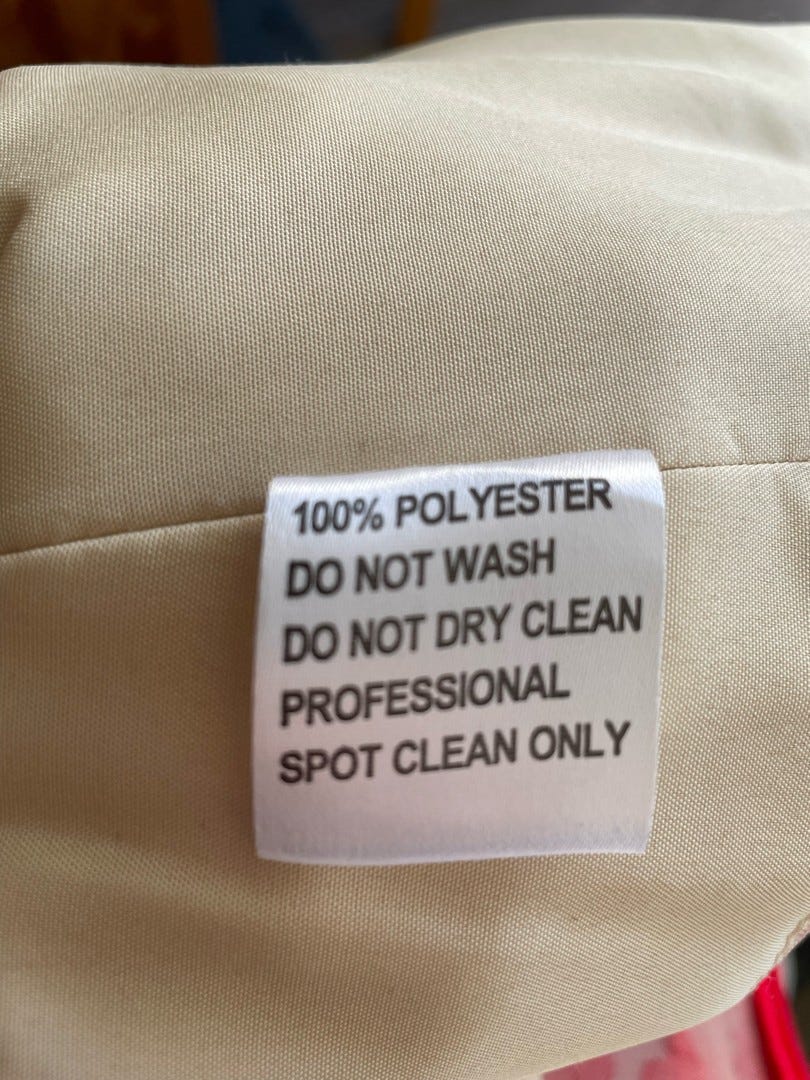 100% POLYESTER
DO NOT WASH
DO NOT DRY CLEAN
PROFESSIONAL
SPOT CLEAN ONLY